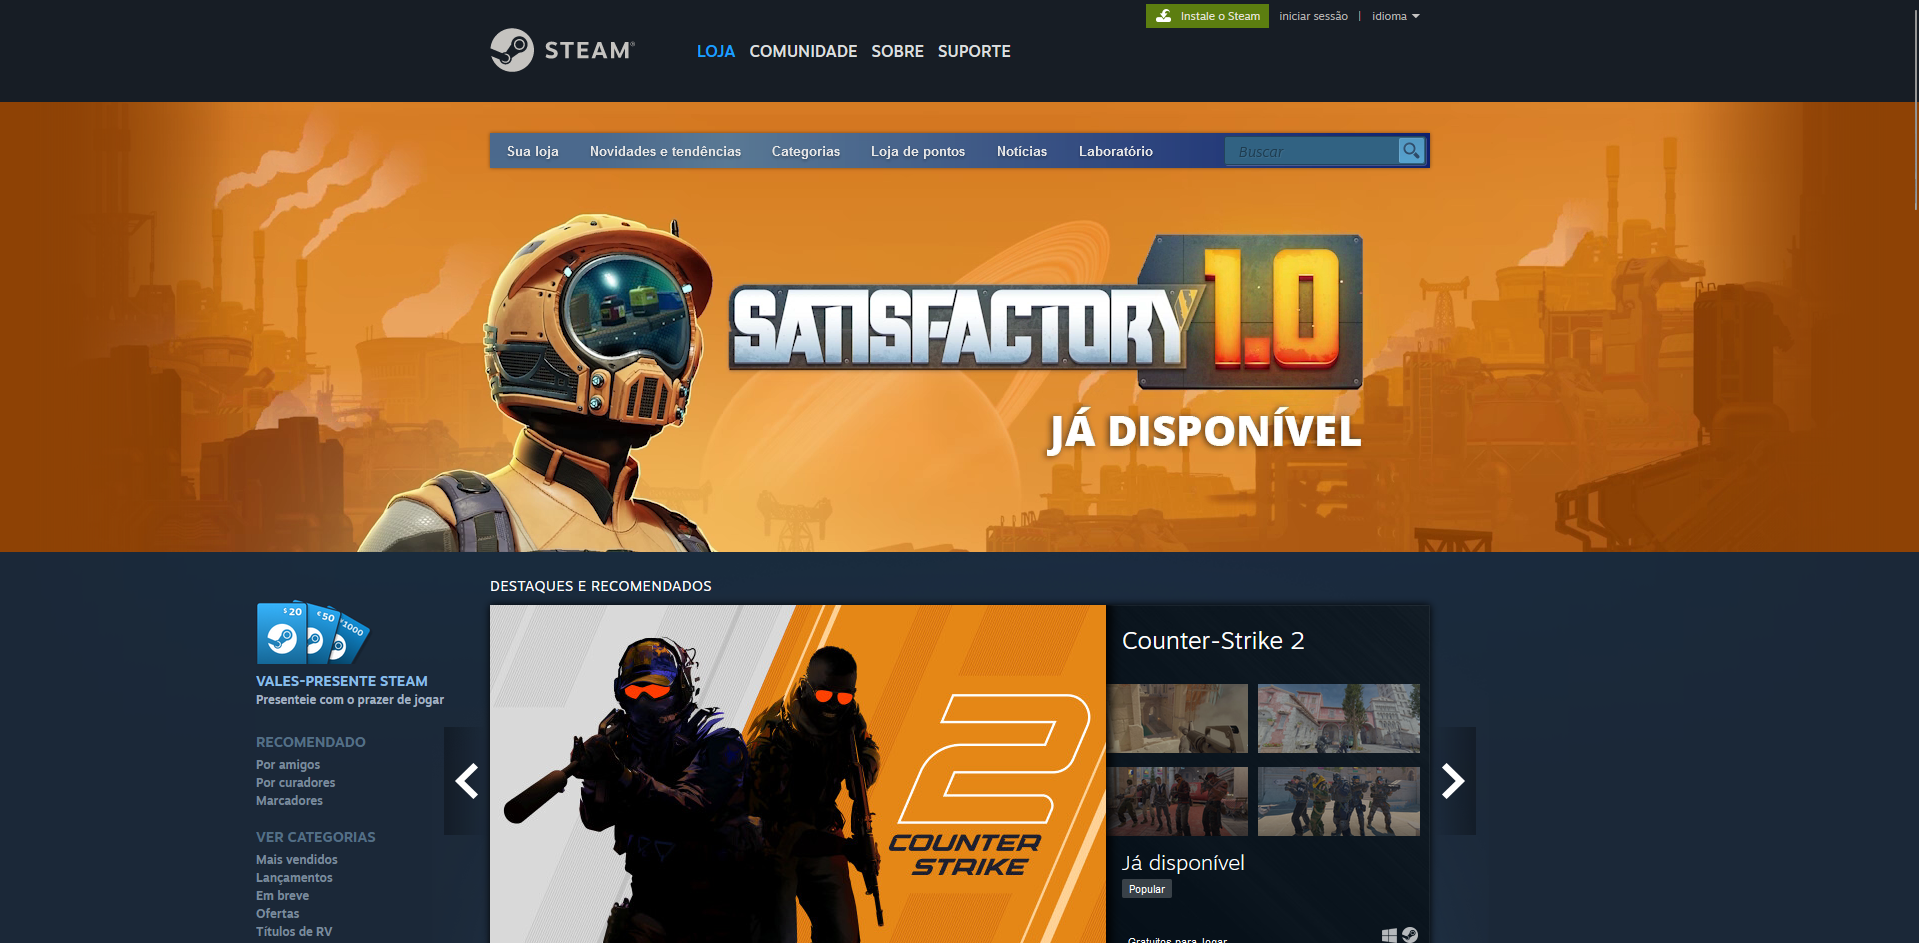 Instale o Steam
iniciar sessão | idioma
STEAM®
LOJA COMUNIDADE SOBRE SUPORTE
Sua loja Novidades e tendências Categorias Loja de pontos Notícias Laboratório Buscar
SATISFACTORY 1.0
JÁ DISPONÍVEL
DESTAQUES E RECOMENDADOS
$20 €50 1000
VALES-PRESENTE STEAM
Presenteie com o prazer de jogar
RECOMENDADO
Por amigos
Por curadores
Marcadores
VER CATEGORIAS
Mais vendidos
Lançamentos
Em breve
Ofertas
Títulos de RV
2
COUNTER
STRIKE
Counter-Strike 2
Já disponível
Popular
Gratuitos para Jogar